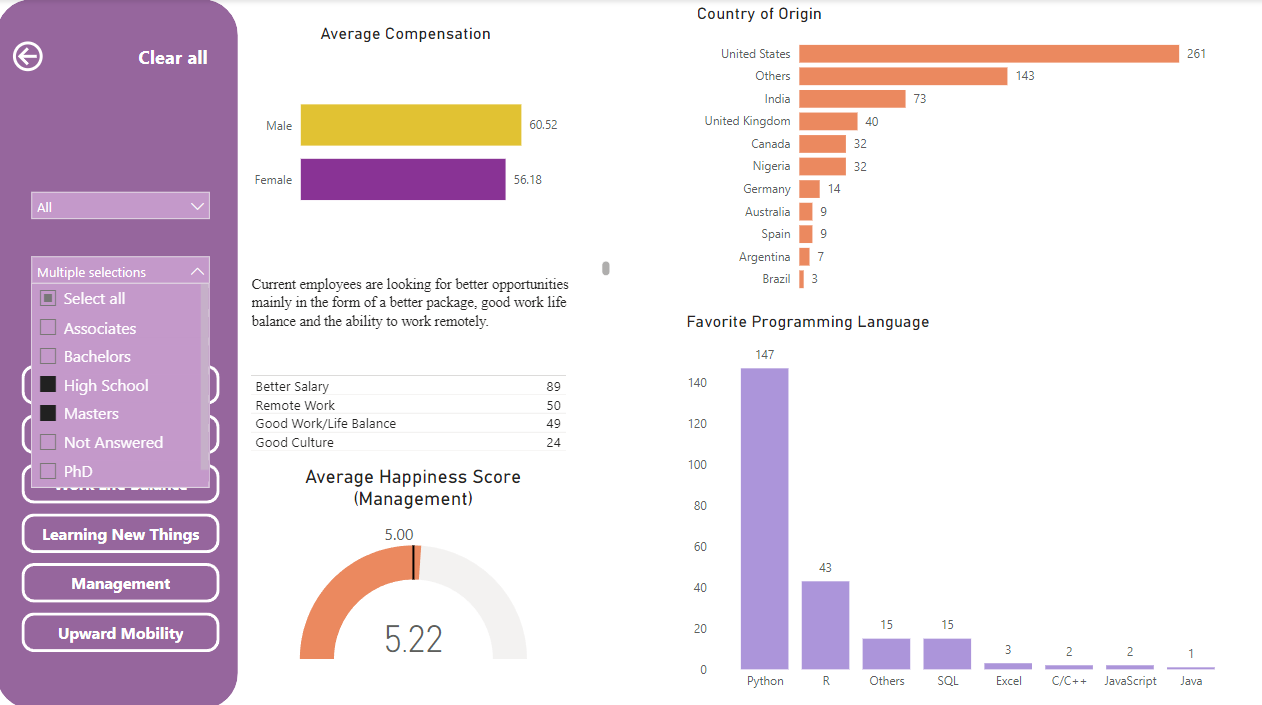 Clear all
All
Multiple selections
Select all
Associates
Bachelors
High School
Masters
Not Answered
PhD
Learning New Things
Management
Upward Mobility
Average Compensation
Male
60.52
Female
56.18
Current employees are looking for better opportunities
mainly in the form of a better package, good work life
balance and the ability to work remotely.
Better Salary 89
Remote Work 50
Good Work/Life Balance 49
Good Culture 24
Average Happiness Score
(Management)
5.00
5.22
Country of Origin
United States 261
Others 143
India 73
United Kingdom 40
Canada 32
Nigeria 32
Germany 14
Australia 9
Spain 9
Argentina 7
Brazil 3
Favorite Programming Language
147
140
120
100
80
60
43
40
20
15 15 3 2 2 1
0
Python R Others SQL Excel C/C++ JavaScript Java